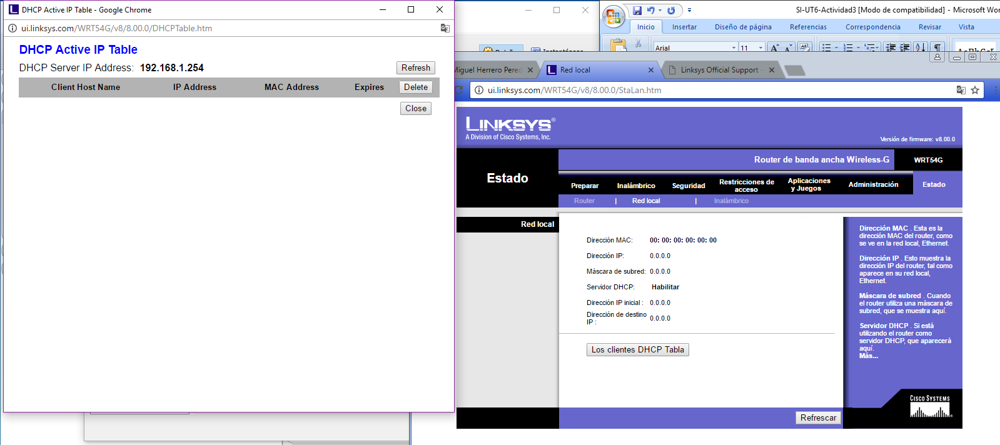 DHCP Active IP Table - Google Chrome
ui.linksys.com/WRT54G/v8/8.00.0/DHCPTable.htm
DHCP Active IP Table
DHCP Server IP Address: 192.168.1.254
Refresh
Client Host Name IP Address MAC Address Expires Delete
Close
SI-UT6-Actividad3 [Modo de compatibilidad] - Microsoft Wo
Inicio Insertar Diseño de página Referencias Correspondencia Revisar Vista
Arial 11
Miguel Herrero Pered
Red local
Linksys Official Support -
ui.linksys.com/WRT54G/v8/8.00.0/StaLan.htm
LINKSYS®
A Division of Cisco Systems, Inc.
Versión de firmware: v8.00.0
Router de banda ancha Wireless-G WRT54G
Estado
Preparar Inalámbrico Seguridad Restricciones de acceso Aplicaciones y Juegos Administración Estado
Router | Red local | Inalámbrico
Red local
Dirección MAC: 00: 00: 00: 00: 00: 00
Dirección IP: 0.0.0.0
Máscara de subred: 0.0.0.0
Servidor DHCP: Habilitar
Dirección IP inicial : 0.0.0.0
Dirección de destino
IP : 0.0.0.0
Los clientes DHCP Tabla
Dirección MAC . Esta es la
dirección MAC del router, como
se ve en la red local, Ethernet.
Dirección IP . Esto muestra la
dirección IP del router, tal como
aparece en su red local,
Ethernet.
Máscara de subred . Cuando
el router utiliza una máscara de
subred, que se muestra aquí.
Servidor DHCP . Si está
utilizando el router como
servidor DHCP, que aparecerá
aquí.
Más...
CISCO SYSTEMS
Refrescar